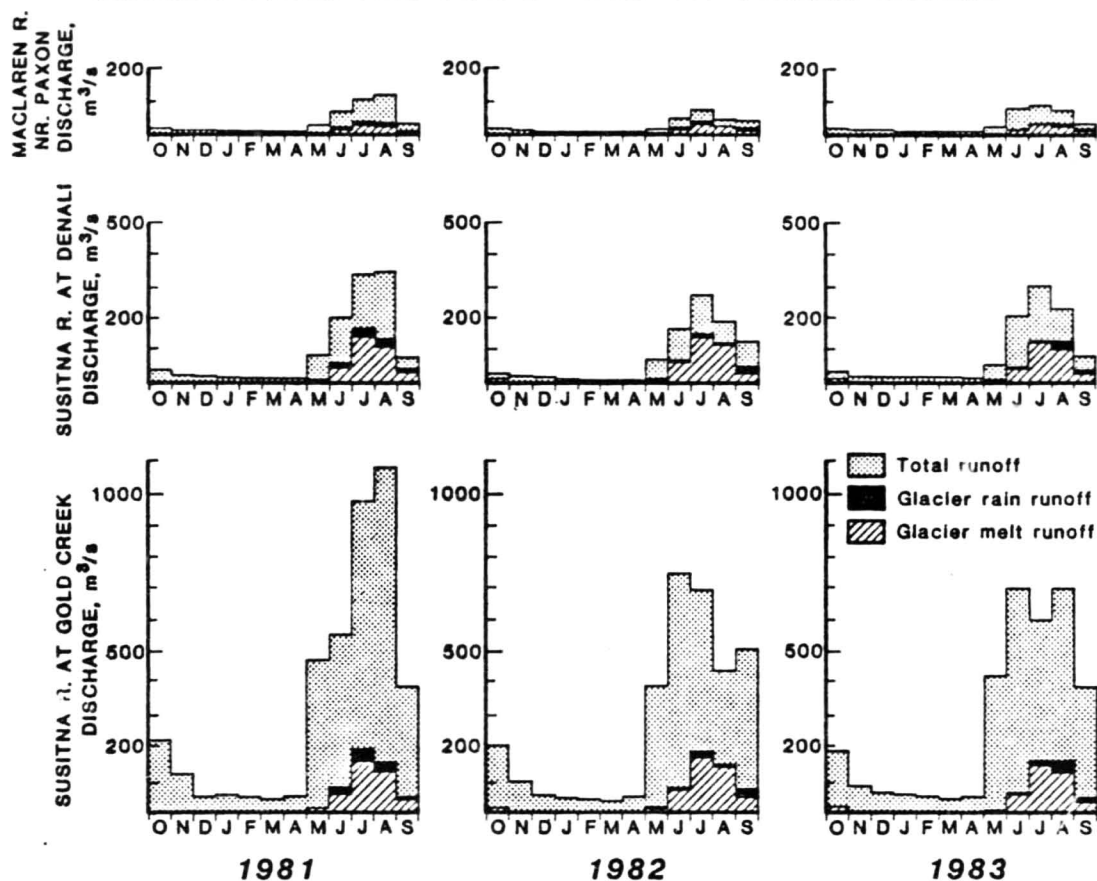 MACLAREN R.
NR. PAXON
DISCHARGE,
m³/s
200
O N D J F M A M J J A S
200
O N D J F M A M J J A S
200
O N D J F M A M J J A S
SUSITNA R. AT DENALI
DISCHARGE, m³/s
500
200
O N D J F M A M J J A S
500
200
O N D J F M A M J J A S
500
200
O N D J F M A M J J A S
SUSITNA R. AT GOLD CREEK
DISCHARGE, m³/s
1000
500
200
O N D J F M A M J J A S
1981
1000
500
200
O N D J F M A M J J A S
1982
1000
500
200
O N D J F M A M J J A S
1983
Total runoff
Glacier rain runoff
Glacier melt runoff